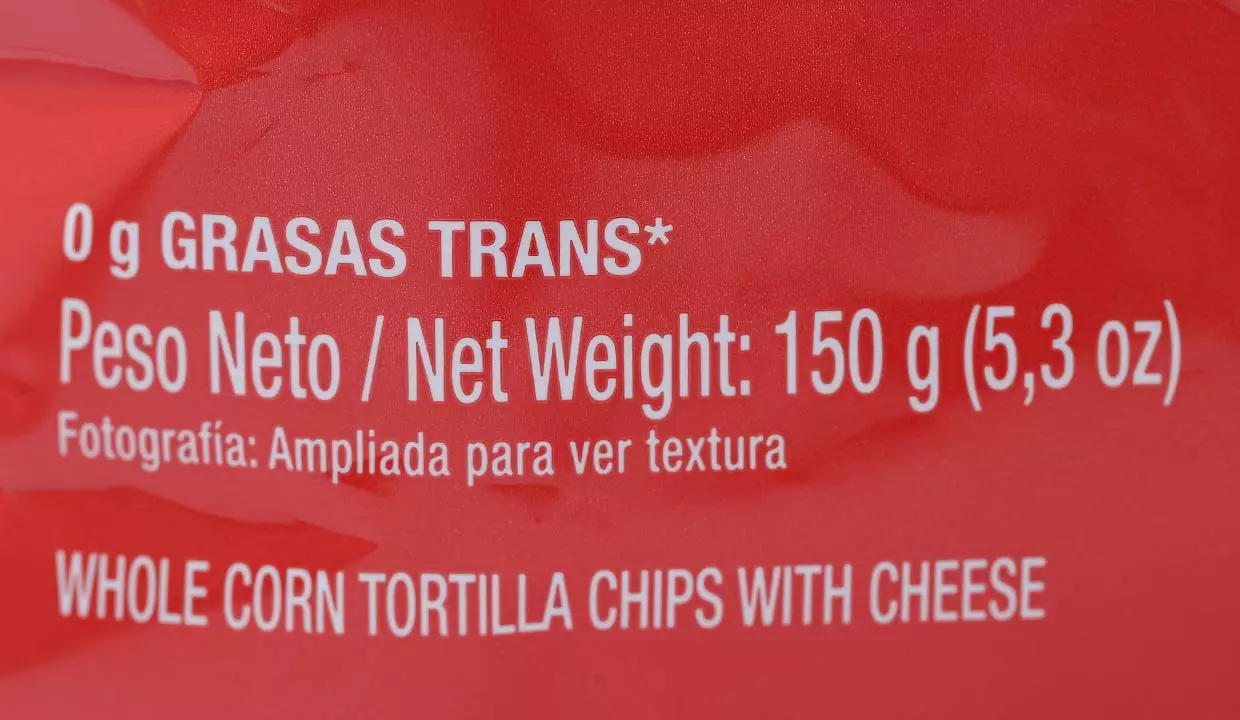 0 g GRASAS TRANS*
Peso Neto / Net Weight: 150 g (5,3 oz)
Fotografía: Ampliada para ver textura
WHOLE CORN TORTILLA CHIPS WITH CHEESE